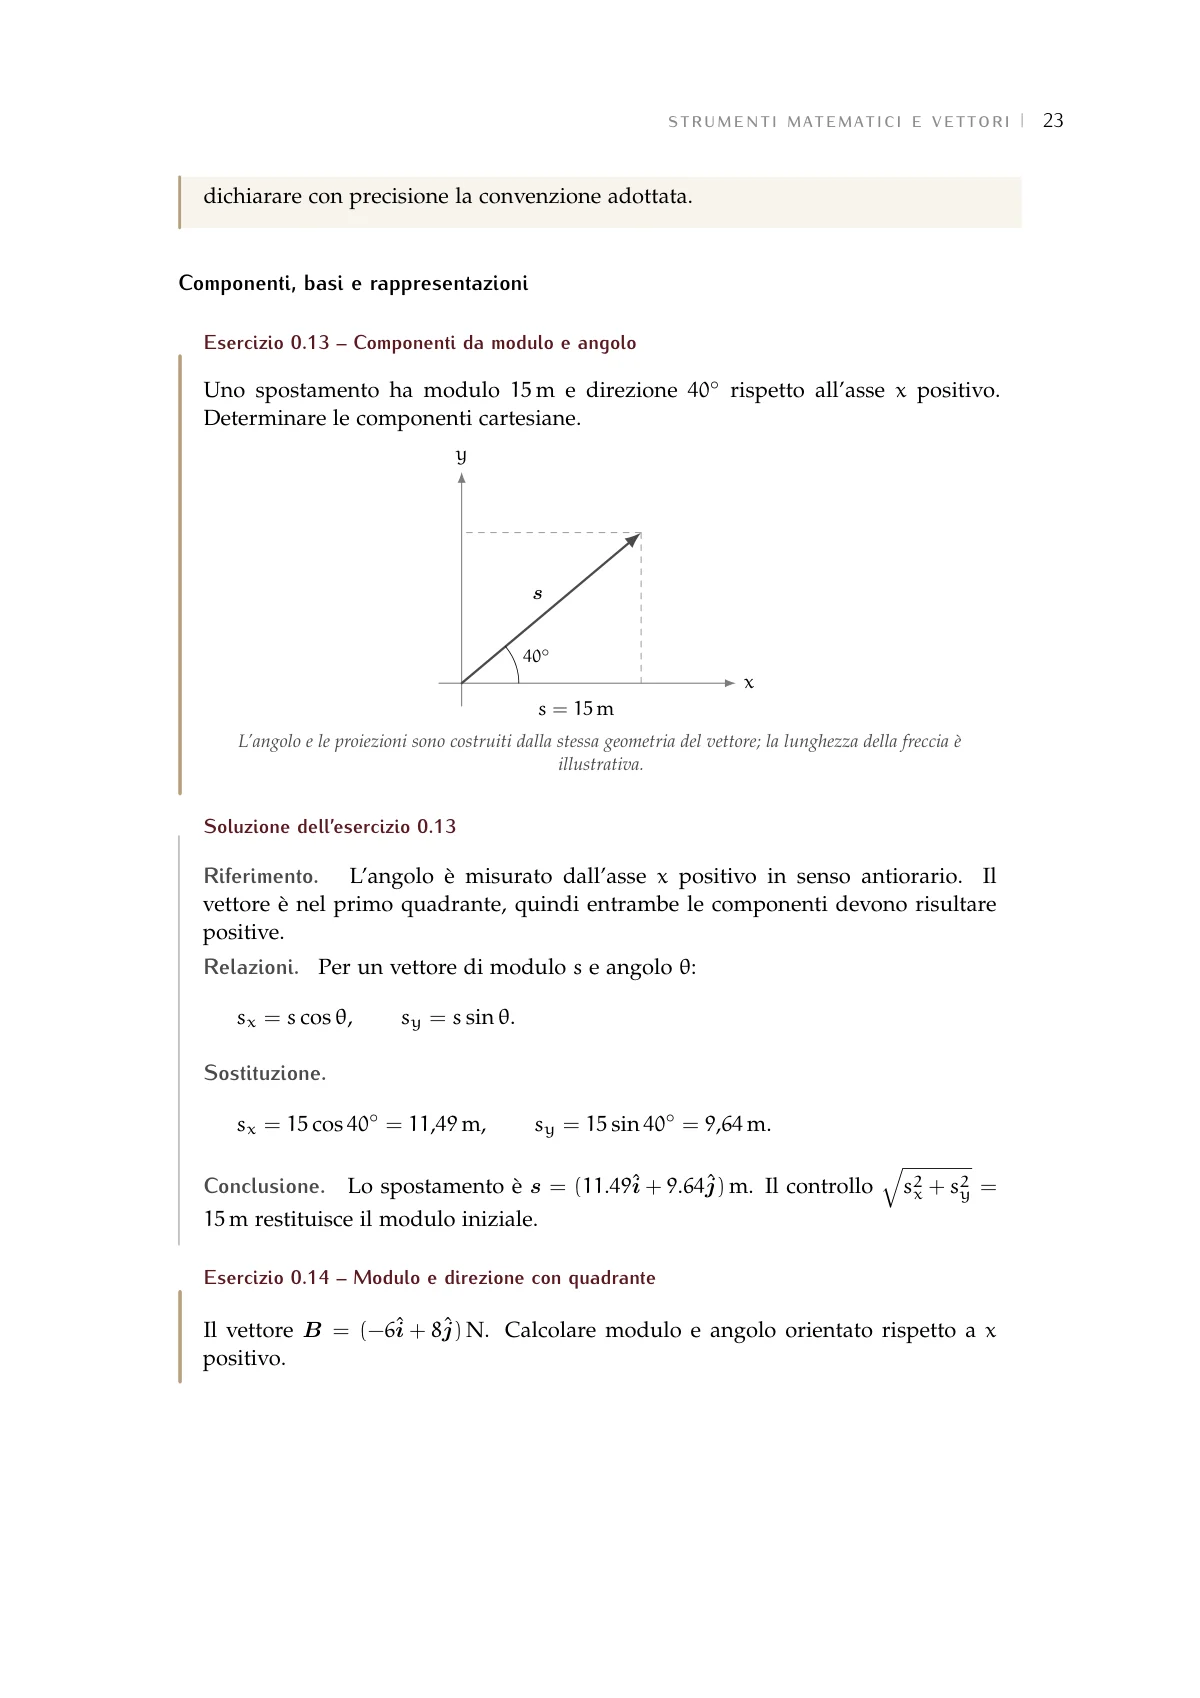 STRUMENTI MATEMATICI E VETTORI | 23
dichiarare con precisione la convenzione adottata.
Componenti, basi e rappresentazioni
Esercizio 0.13 – Componenti da modulo e angolo
Uno spostamento ha modulo 15 m e direzione 40° rispetto all'asse x positivo.
Determinare le componenti cartesiane.
y
s
40°
x
s = 15 m
L'angolo e le proiezioni sono costruiti dalla stessa geometria del vettore; la lunghezza della freccia è
illustrativa.
Soluzione dell'esercizio 0.13
Riferimento. L'angolo è misurato dall'asse x positivo in senso antiorario. Il
vettore è nel primo quadrante, quindi entrambe le componenti devono risultare
positive.
Relazioni. Per un vettore di modulo s e angolo θ:
sₓ = s cos θ, s_y = s sin θ.
Sostituzione.
sₓ = 15 cos 40° = 11,49 m, s_y = 15 sin 40° = 9,64 m.
Conclusione. Lo spostamento è s = (11.49î + 9.64ĵ) m. Il controllo √(sₓ² + s_y²) =
15 m restituisce il modulo iniziale.
Esercizio 0.14 – Modulo e direzione con quadrante
Il vettore B = (−6î + 8ĵ) N. Calcolare modulo e angolo orientato rispetto a x
positivo.